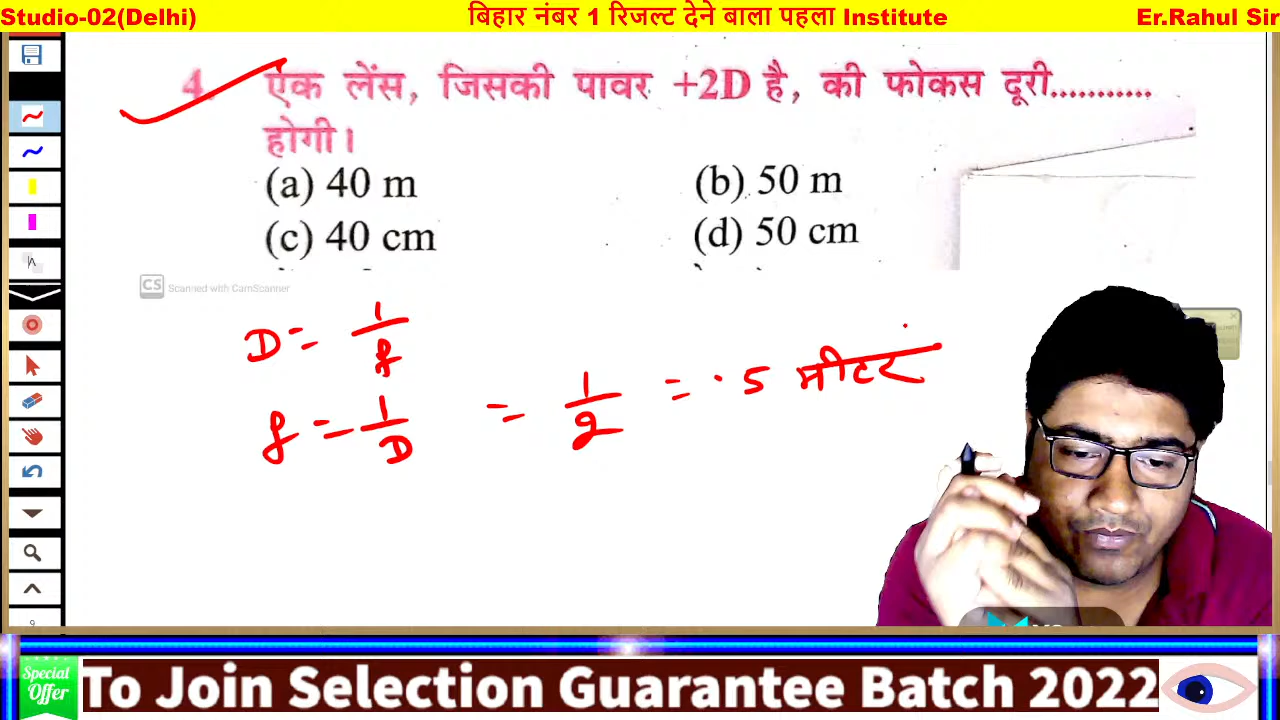 Studio-02(Delhi) बिहार नंबर 1 रिजल्ट देने बाला पहला Institute Er.Rahul Sir
4. एक लेंस, जिसकी पावर +2D है, की फोकस दूरी...........
होगी।
(a) 40 m (b) 50 m
(c) 40 cm (d) 50 cm
CS Scanned with CamScanner
D = 1/f
f = 1/D = 1/2 = .5 मीटर
Special
Offer
To Join Selection Guarantee Batch 2022